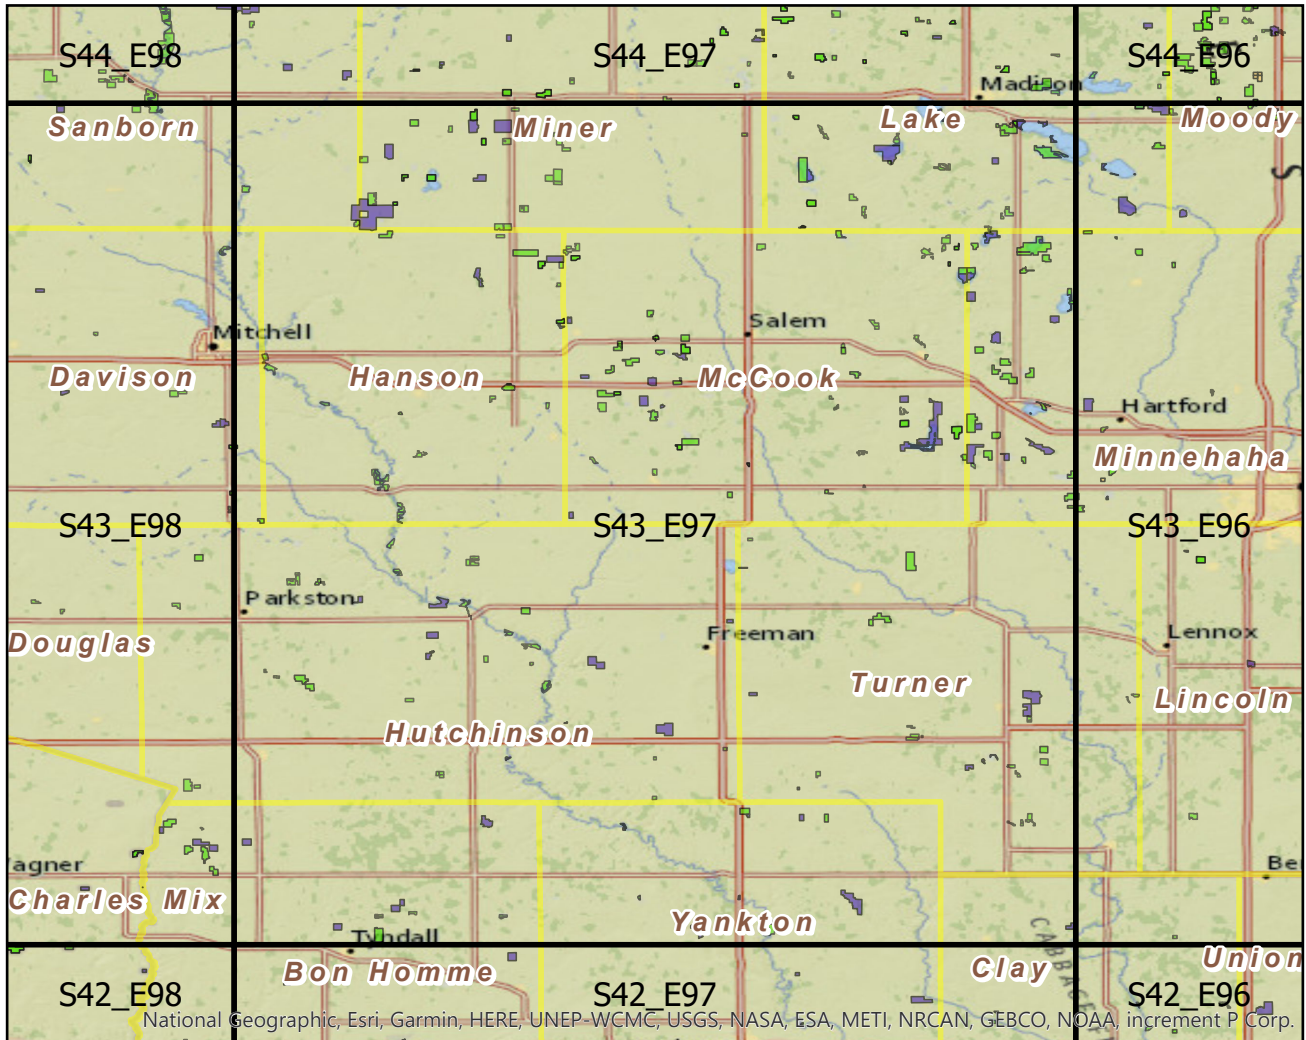 S44_E98
S44_E97
S44_E96
Madison
Sanborn
Miner
Lake
Moody
S
Mitchell
Salem
Davison
Hanson
McCook
Hartford
Minnehaha
S43_E98
S43_E97
S43_E96
Parkston
Freeman
Lennox
Douglas
Turner
Lincoln
Hutchinson
agner
Be
Charles Mix
Yankton
Tyndall
Bon Homme
Clay
Union
S42_E98
S42_E97
S42_E96
National Geographic, Esri, Garmin, HERE, UNEP-WCMC, USGS, NASA, ESA, METI, NRCAN, GEBCO, NOAA, increment P Corp.